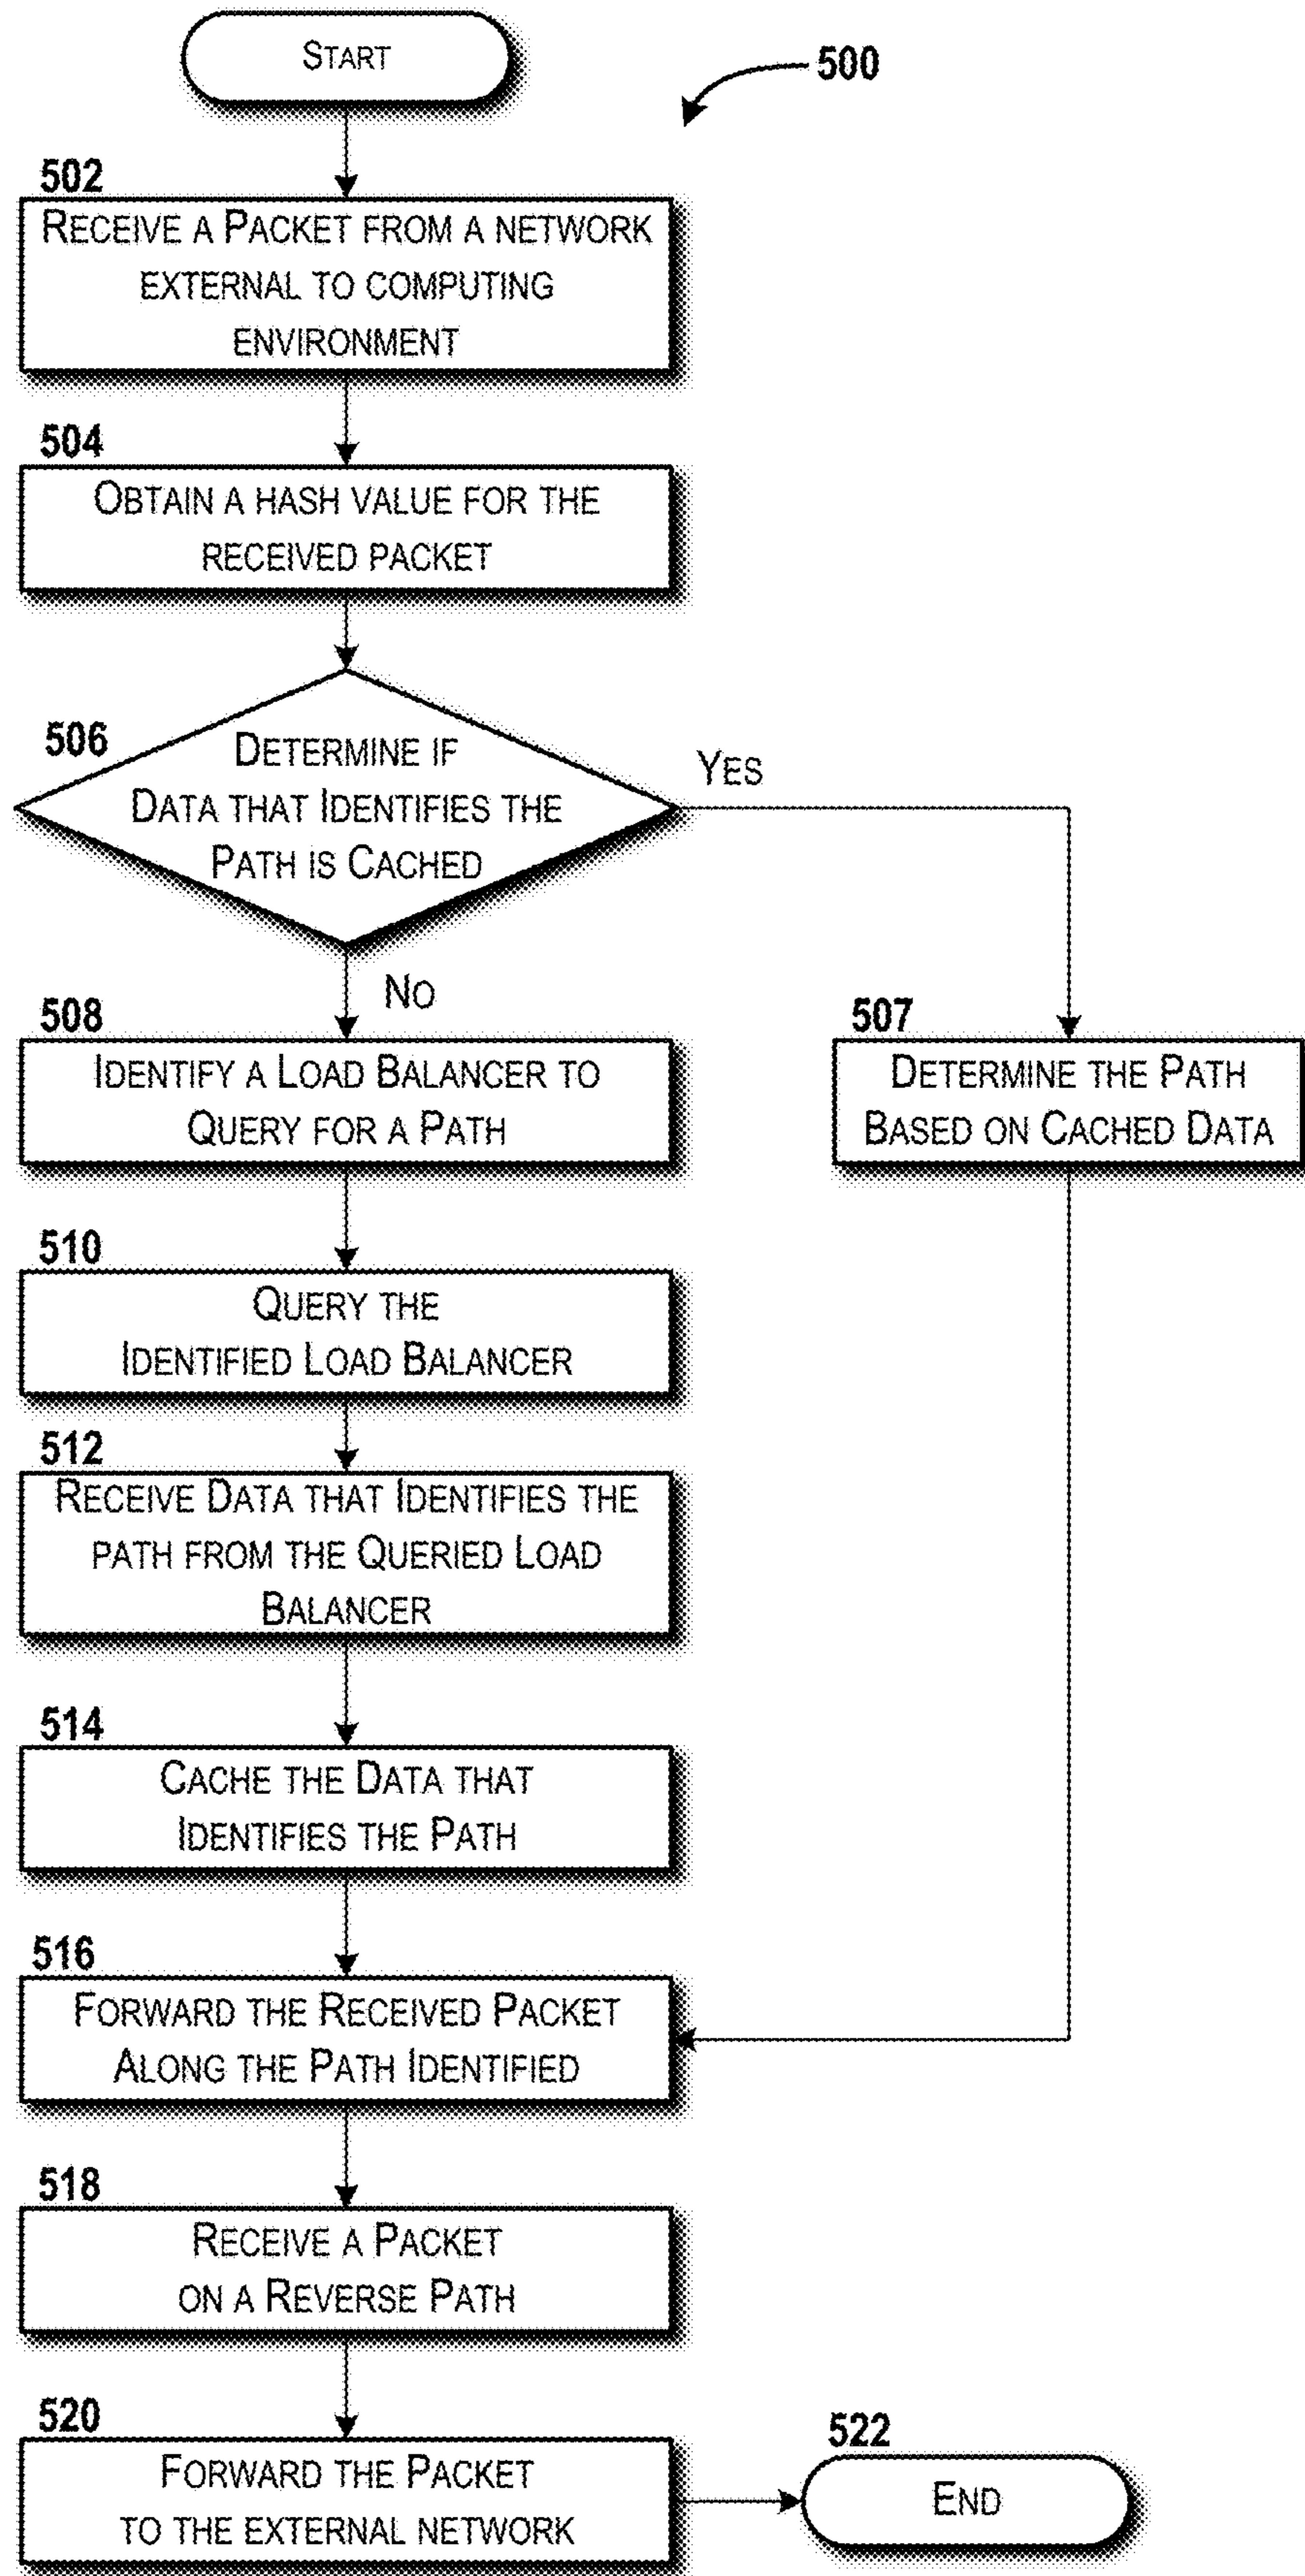 START
500
502
RECEIVE A PACKET FROM A NETWORK
EXTERNAL TO COMPUTING
ENVIRONMENT
504
OBTAIN A HASH VALUE FOR THE
RECEIVED PACKET
506
DETERMINE IF
DATA THAT IDENTIFIES THE
PATH IS CACHED
YES
NO
508
IDENTIFY A LOAD BALANCER TO
QUERY FOR A PATH
507
DETERMINE THE PATH
BASED ON CACHED DATA
510
QUERY THE
IDENTIFIED LOAD BALANCER
512
RECEIVE DATA THAT IDENTIFIES THE
PATH FROM THE QUERIED LOAD
BALANCER
514
CACHE THE DATA THAT
IDENTIFIES THE PATH
516
FORWARD THE RECEIVED PACKET
ALONG THE PATH IDENTIFIED
518
RECEIVE A PACKET
ON A REVERSE PATH
520
FORWARD THE PACKET
TO THE EXTERNAL NETWORK
522
END